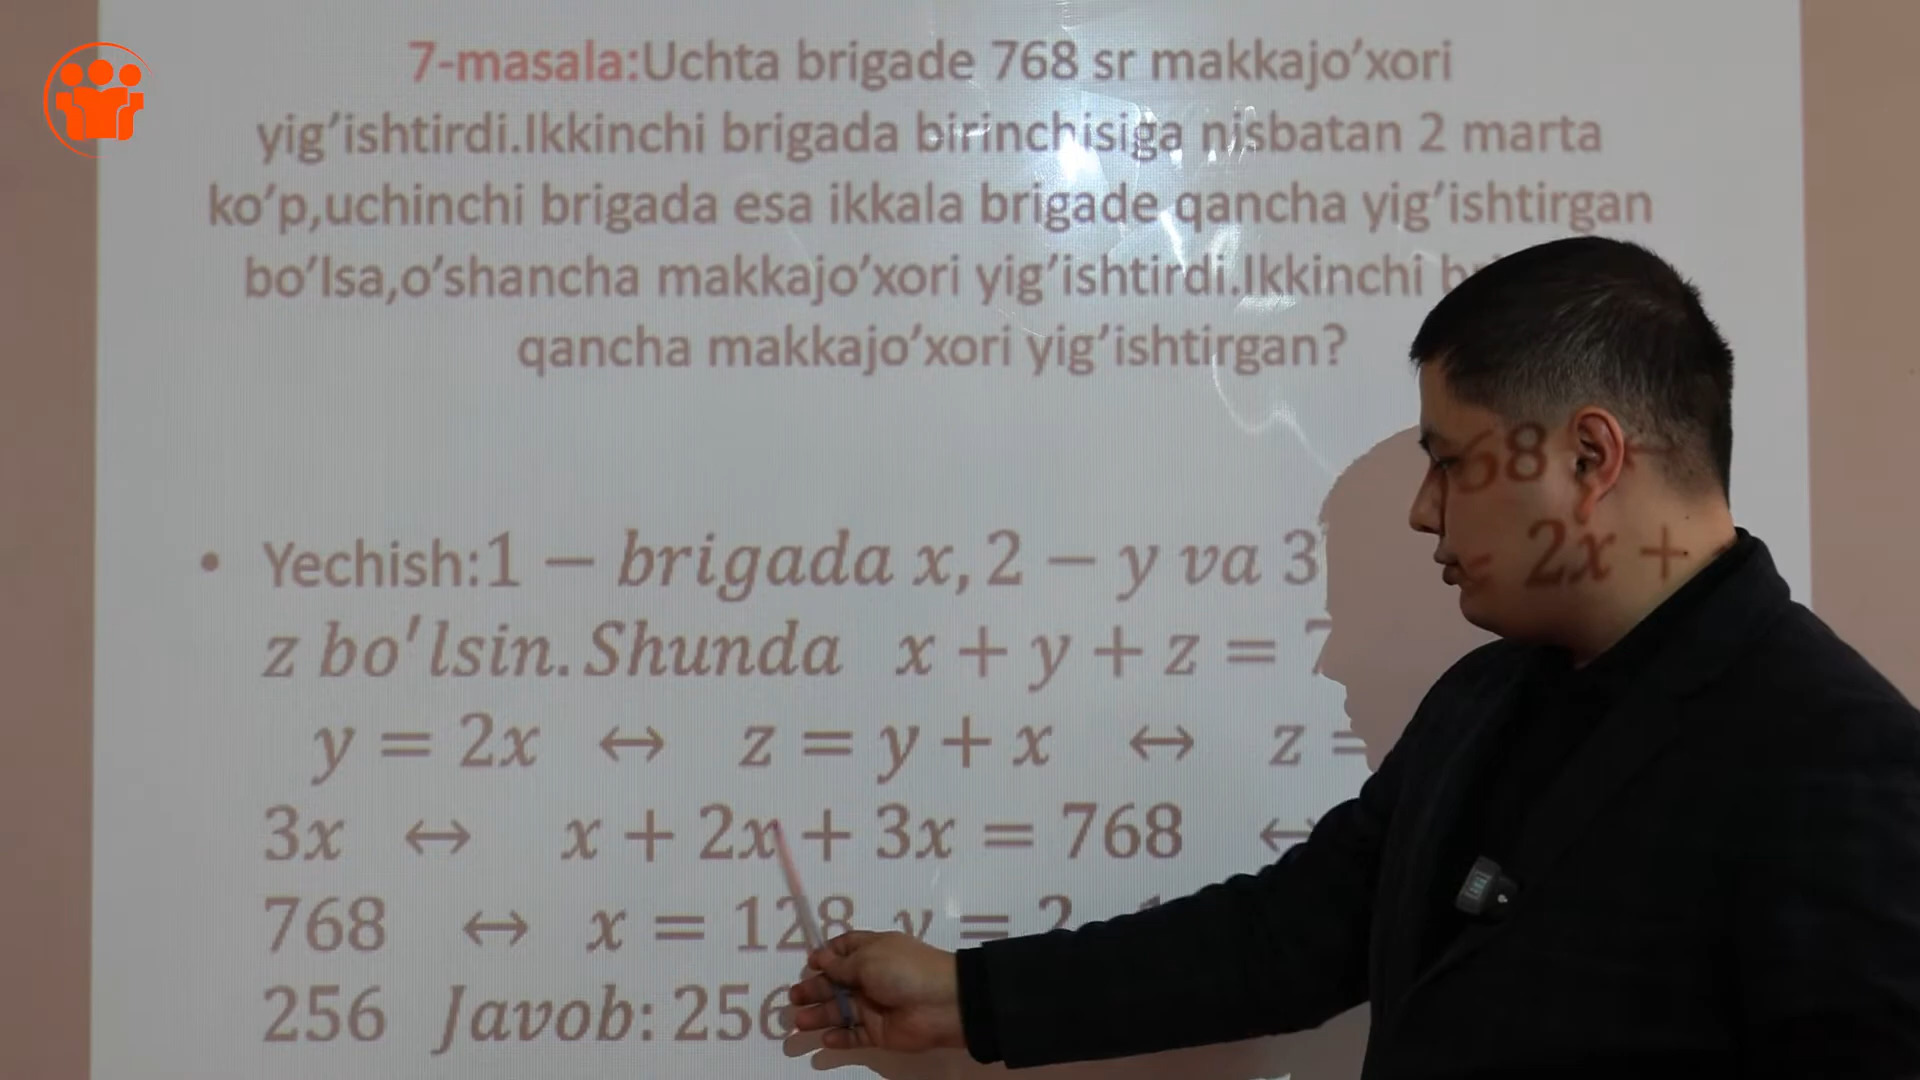 7-masala:Uchta brigade 768 sr makkajo’xori
yig’ishtirdi.Ikkinchi brigada birinchisiga nisbatan 2 marta
ko’p,uchinchi brigada esa ikkala brigade qancha yig’ishtirgan
bo’lsa,o’shancha makkajo’xori yig’ishtirdi.Ikkinchi
qancha makkajo’xori yig’ishtirgan?
• Yechish:1 − brigada x, 2 − y va 3
68
z bo′lsin. Shunda x + y + z = 7
= 2x +
y = 2x ↔ z = y + x ↔ z =
3x ↔ x + 2x + 3x = 768 ↔
768 ↔ x = 128 y = 2
256 Javob: 256